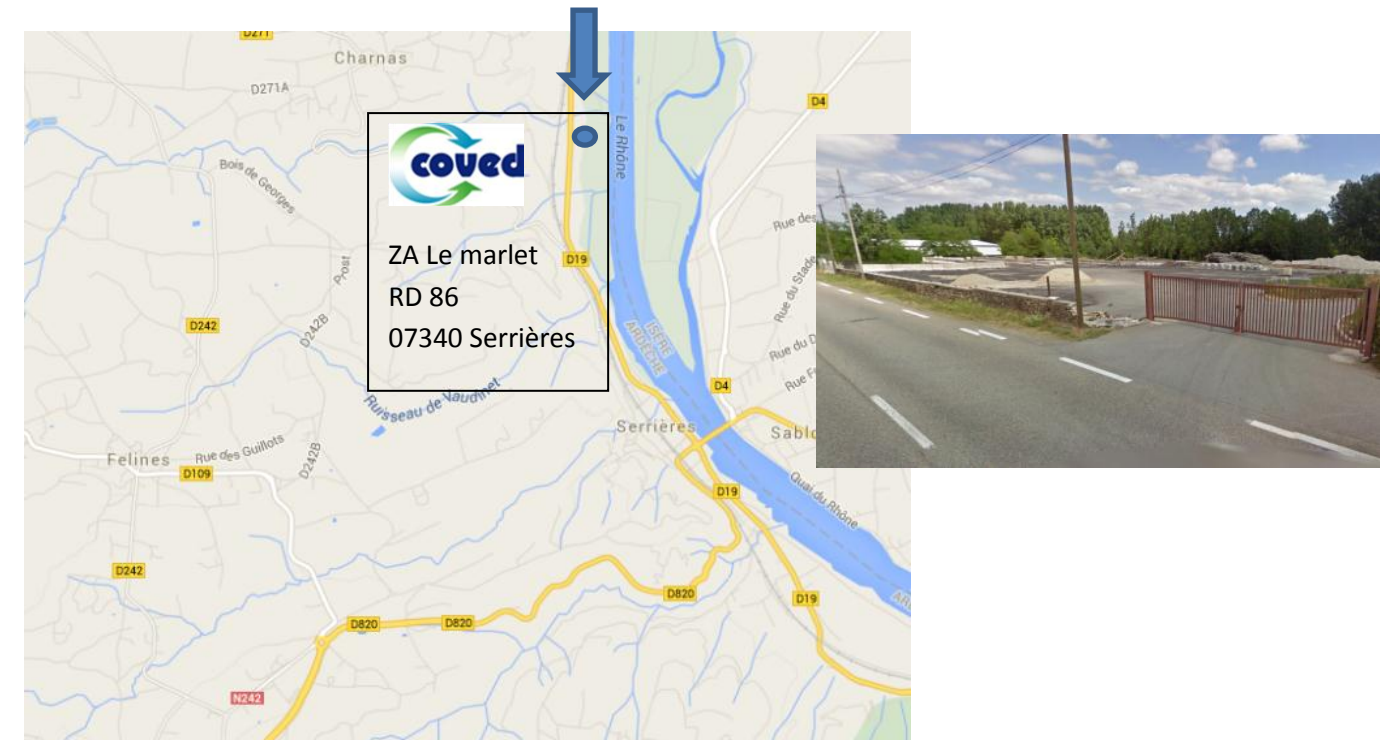 D271
Charnas
D271A
D4
Le Rhône
coved
Bois de Georges
Rue des
ZA Le marlet
RD 86
07340 Serrières
D19
Prost
Rue du Stade
D242
D242B
ISÈRE
ARDÈCHE
Rue du D
D4
Rue F
Ruisseau de Vaudinet
Serrières
Sablo
Felines
Rue des Guillots
D242B
D109
D19
Quai du Rhône
D242
D820
D19
D820
D820
N242